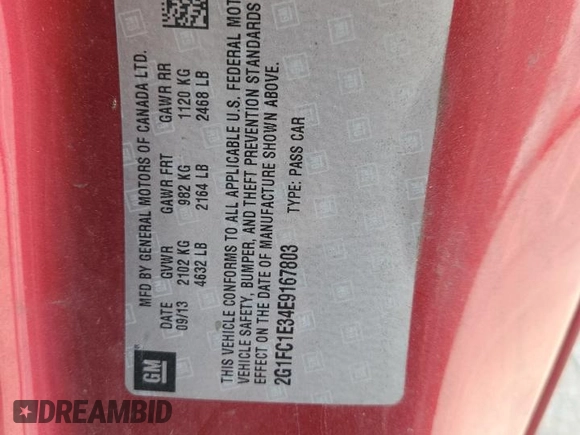 MFD BY GENERAL MOTORS OF CANADA LTD.
DATE GVWR GAWR FRT GAWR RR
09/13 2102 KG 982 KG 1120 KG
4632 LB 2164 LB 2468 LB
THIS VEHICLE CONFORMS TO ALL APPLICABLE U.S. FEDERAL MOT
VEHICLE SAFETY, BUMPER, AND THEFT PREVENTION STANDARDS
EFFECT ON THE DATE OF MANUFACTURE SHOWN ABOVE.
2G1FC1E34E9167803 TYPE: PASS CAR
GM
DREAMBID